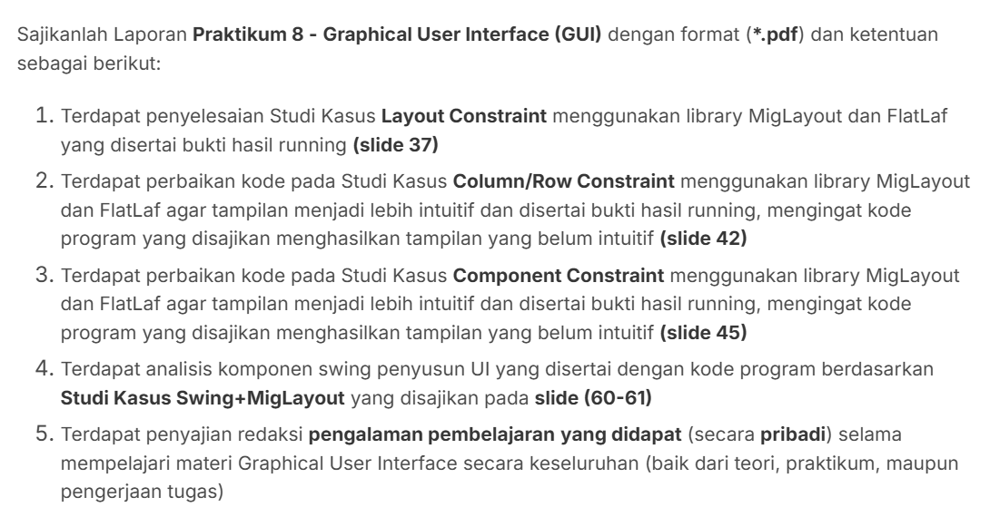 Sajikanlah Laporan Praktikum 8 - Graphical User Interface (GUI) dengan format (*.pdf) dan ketentuan
sebagai berikut:
1. Terdapat penyelesaian Studi Kasus Layout Constraint menggunakan library MigLayout dan FlatLaf
yang disertai bukti hasil running (slide 37)
2. Terdapat perbaikan kode pada Studi Kasus Column/Row Constraint menggunakan library MigLayout
dan FlatLaf agar tampilan menjadi lebih intuitif dan disertai bukti hasil running, mengingat kode
program yang disajikan menghasilkan tampilan yang belum intuitif (slide 42)
3. Terdapat perbaikan kode pada Studi Kasus Component Constraint menggunakan library MigLayout
dan FlatLaf agar tampilan menjadi lebih intuitif dan disertai bukti hasil running, mengingat kode
program yang disajikan menghasilkan tampilan yang belum intuitif (slide 45)
4. Terdapat analisis komponen swing penyusun UI yang disertai dengan kode program berdasarkan
Studi Kasus Swing+MigLayout yang disajikan pada slide (60-61)
5. Terdapat penyajian redaksi pengalaman pembelajaran yang didapat (secara pribadi) selama
mempelajari materi Graphical User Interface secara keseluruhan (baik dari teori, praktikum, maupun
pengerjaan tugas)